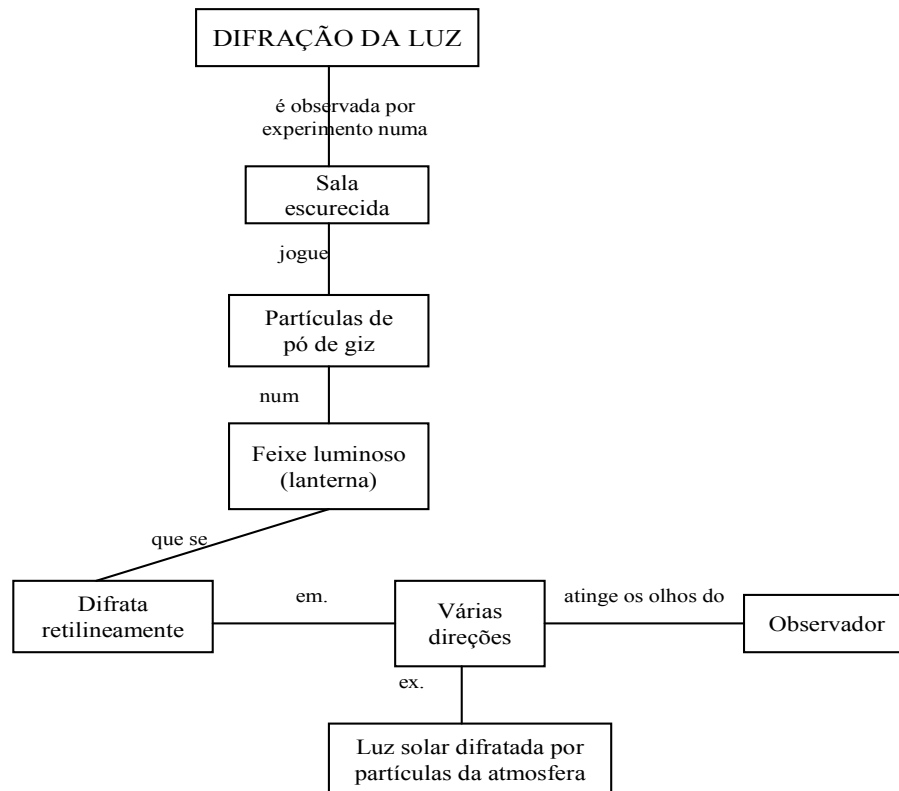 DIFRAÇÃO DA LUZ
é observada por
experimento numa
Sala
escurecida
jogue
Partículas de
pó de giz
num
Feixe luminoso
(lanterna)
que se
Difrata
retilineamente
em.
Várias
direções
atinge os olhos do
Observador
ex.
Luz solar difratada por
partículas da atmosfera